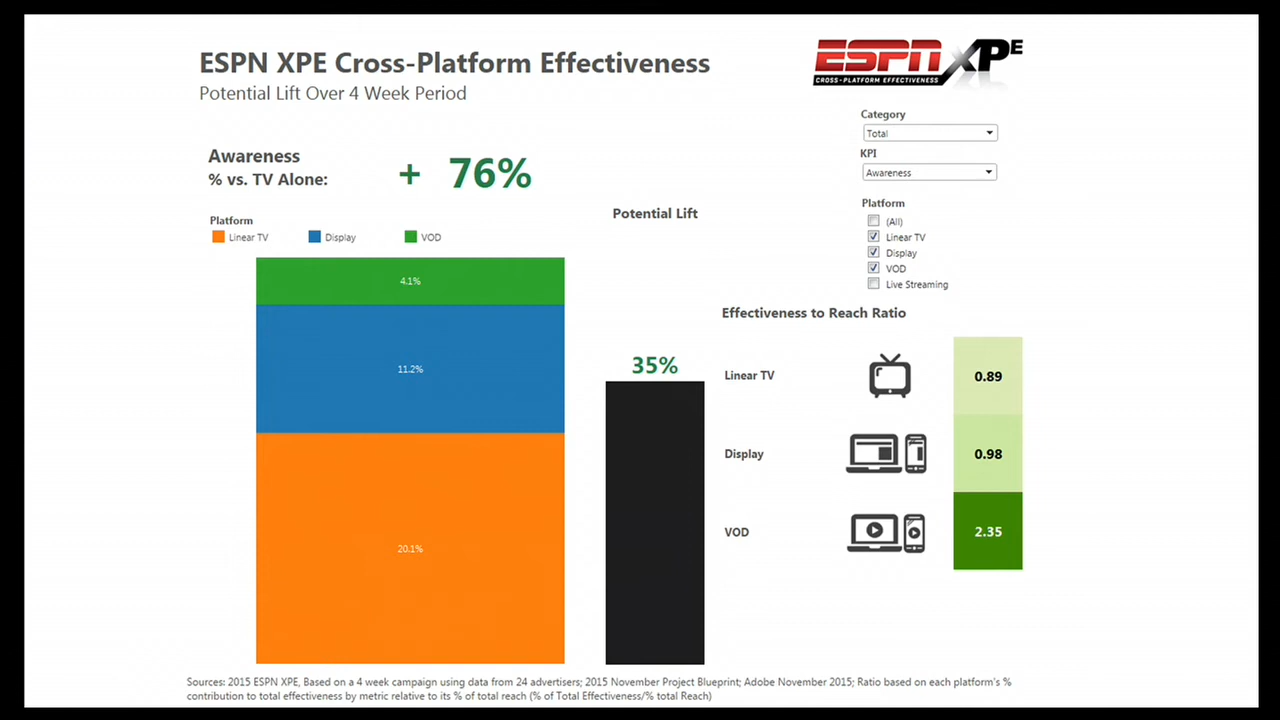 ESPN XPE Cross-Platform Effectiveness
Potential Lift Over 4 Week Period
ESPN XPE
CROSS-PLATFORM EFFECTIVENESS
Category
Total
KPI
Awareness
Platform
(All)
Linear TV
Display
VOD
Live Streaming
Awareness
% vs. TV Alone:
+ 76%
Platform
Linear TV Display VOD
4.1%
11.2%
20.1%
Potential Lift
35%
Effectiveness to Reach Ratio
Linear TV 0.89
Display 0.98
VOD 2.35
Sources: 2015 ESPN XPE, Based on a 4 week campaign using data from 24 advertisers; 2015 November Project Blueprint; Adobe November 2015; Ratio based on each platform's %
contribution to total effectiveness by metric relative to its % of total reach (% of Total Effectiveness/% total Reach)